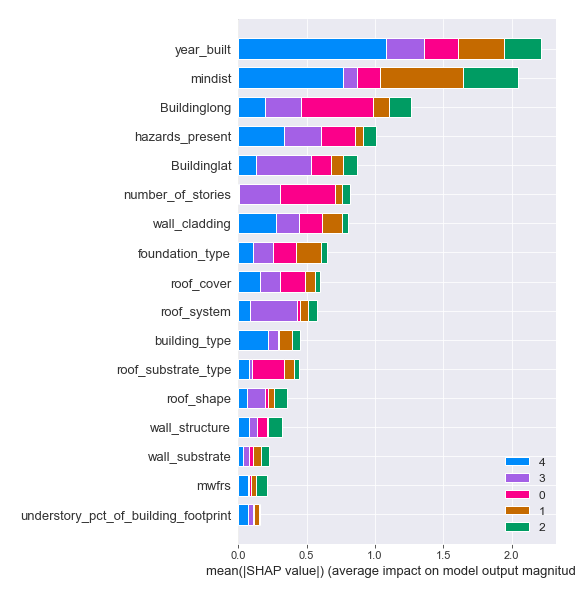 year_built
mindist
Buildinglong
hazards_present
Buildinglat
number_of_stories
wall_cladding
foundation_type
roof_cover
roof_system
building_type
roof_substrate_type
roof_shape
wall_structure
wall_substrate
mwfrs
understory_pct_of_building_footprint
4
3
0
1
2
0.0 0.5 1.0 1.5 2.0
mean(|SHAP value|) (average impact on model output magnitud